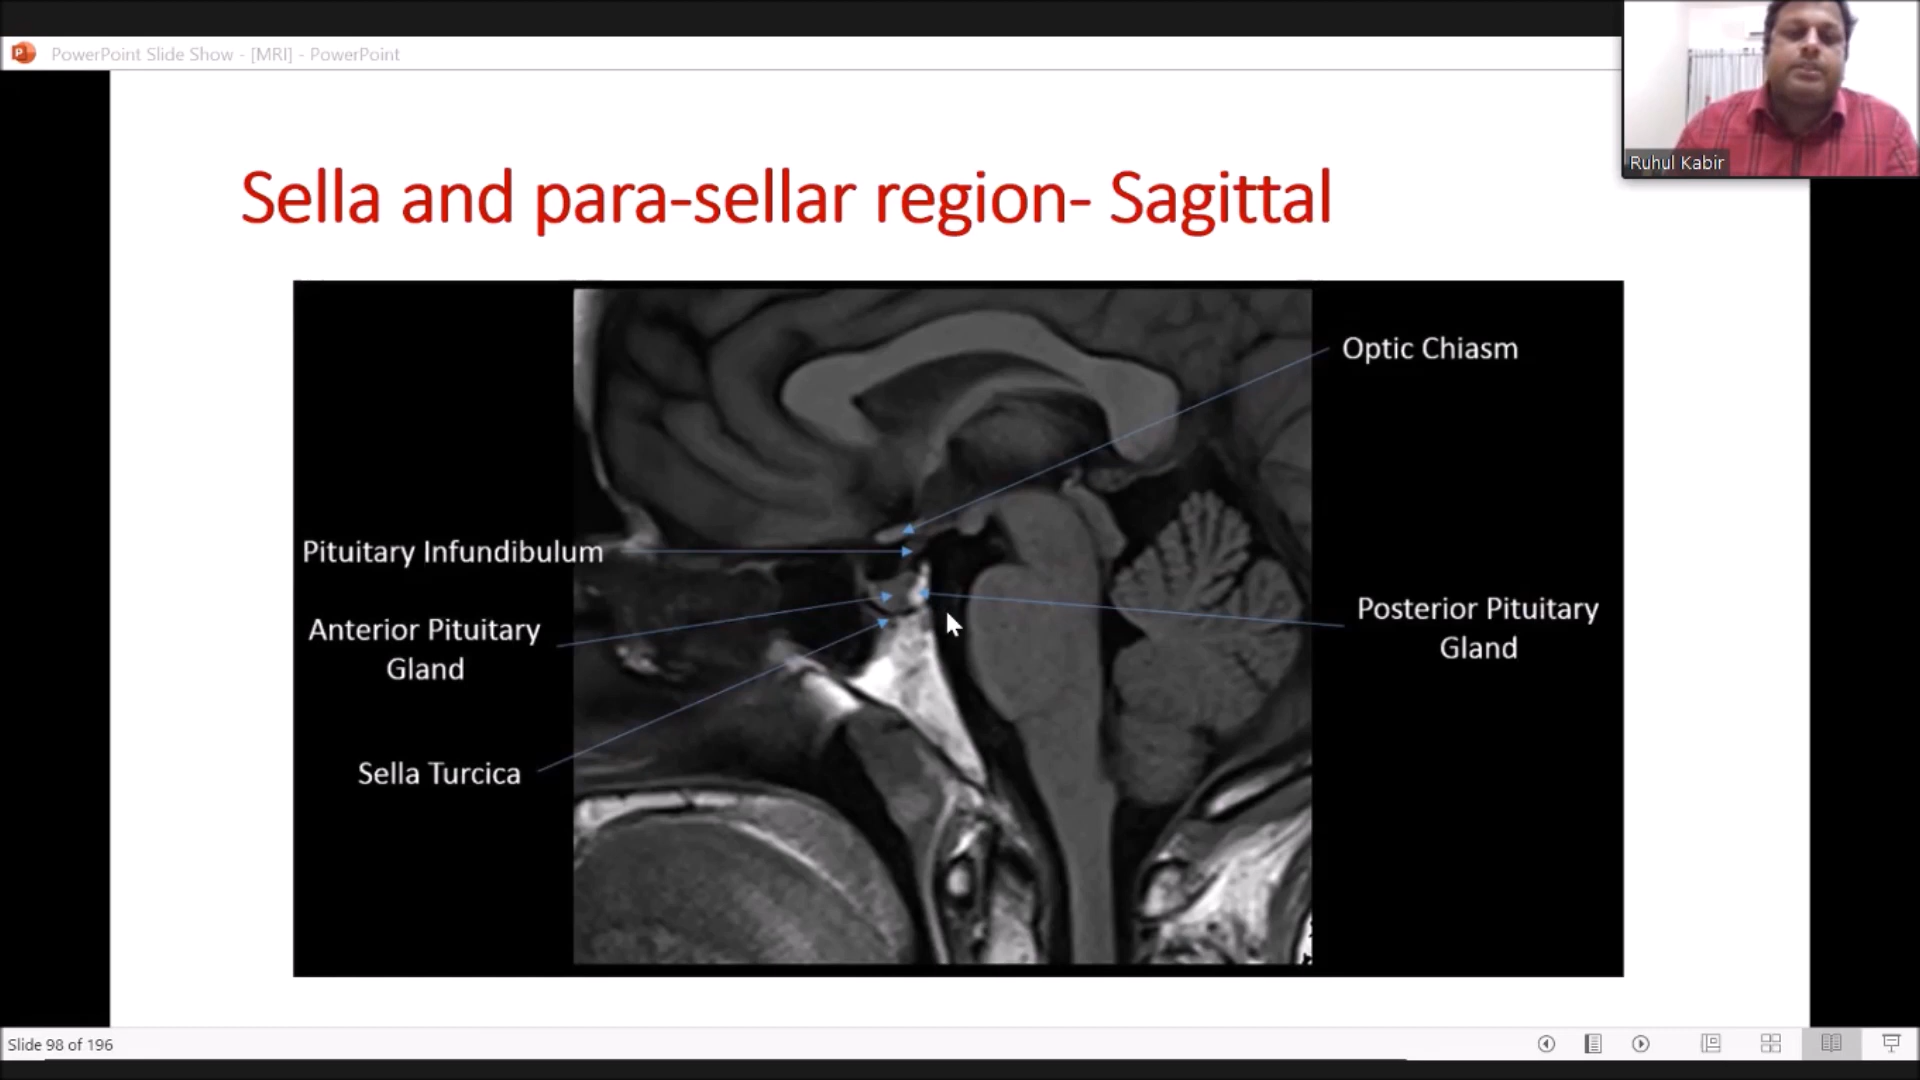 PowerPoint Slide Show - [MRI] - PowerPoint
Ruhul Kabir
Sella and para-sellar region- Sagittal
Optic Chiasm
Pituitary Infundibulum
Anterior Pituitary
Gland
Posterior Pituitary
Gland
Sella Turcica
Slide 98 of 196